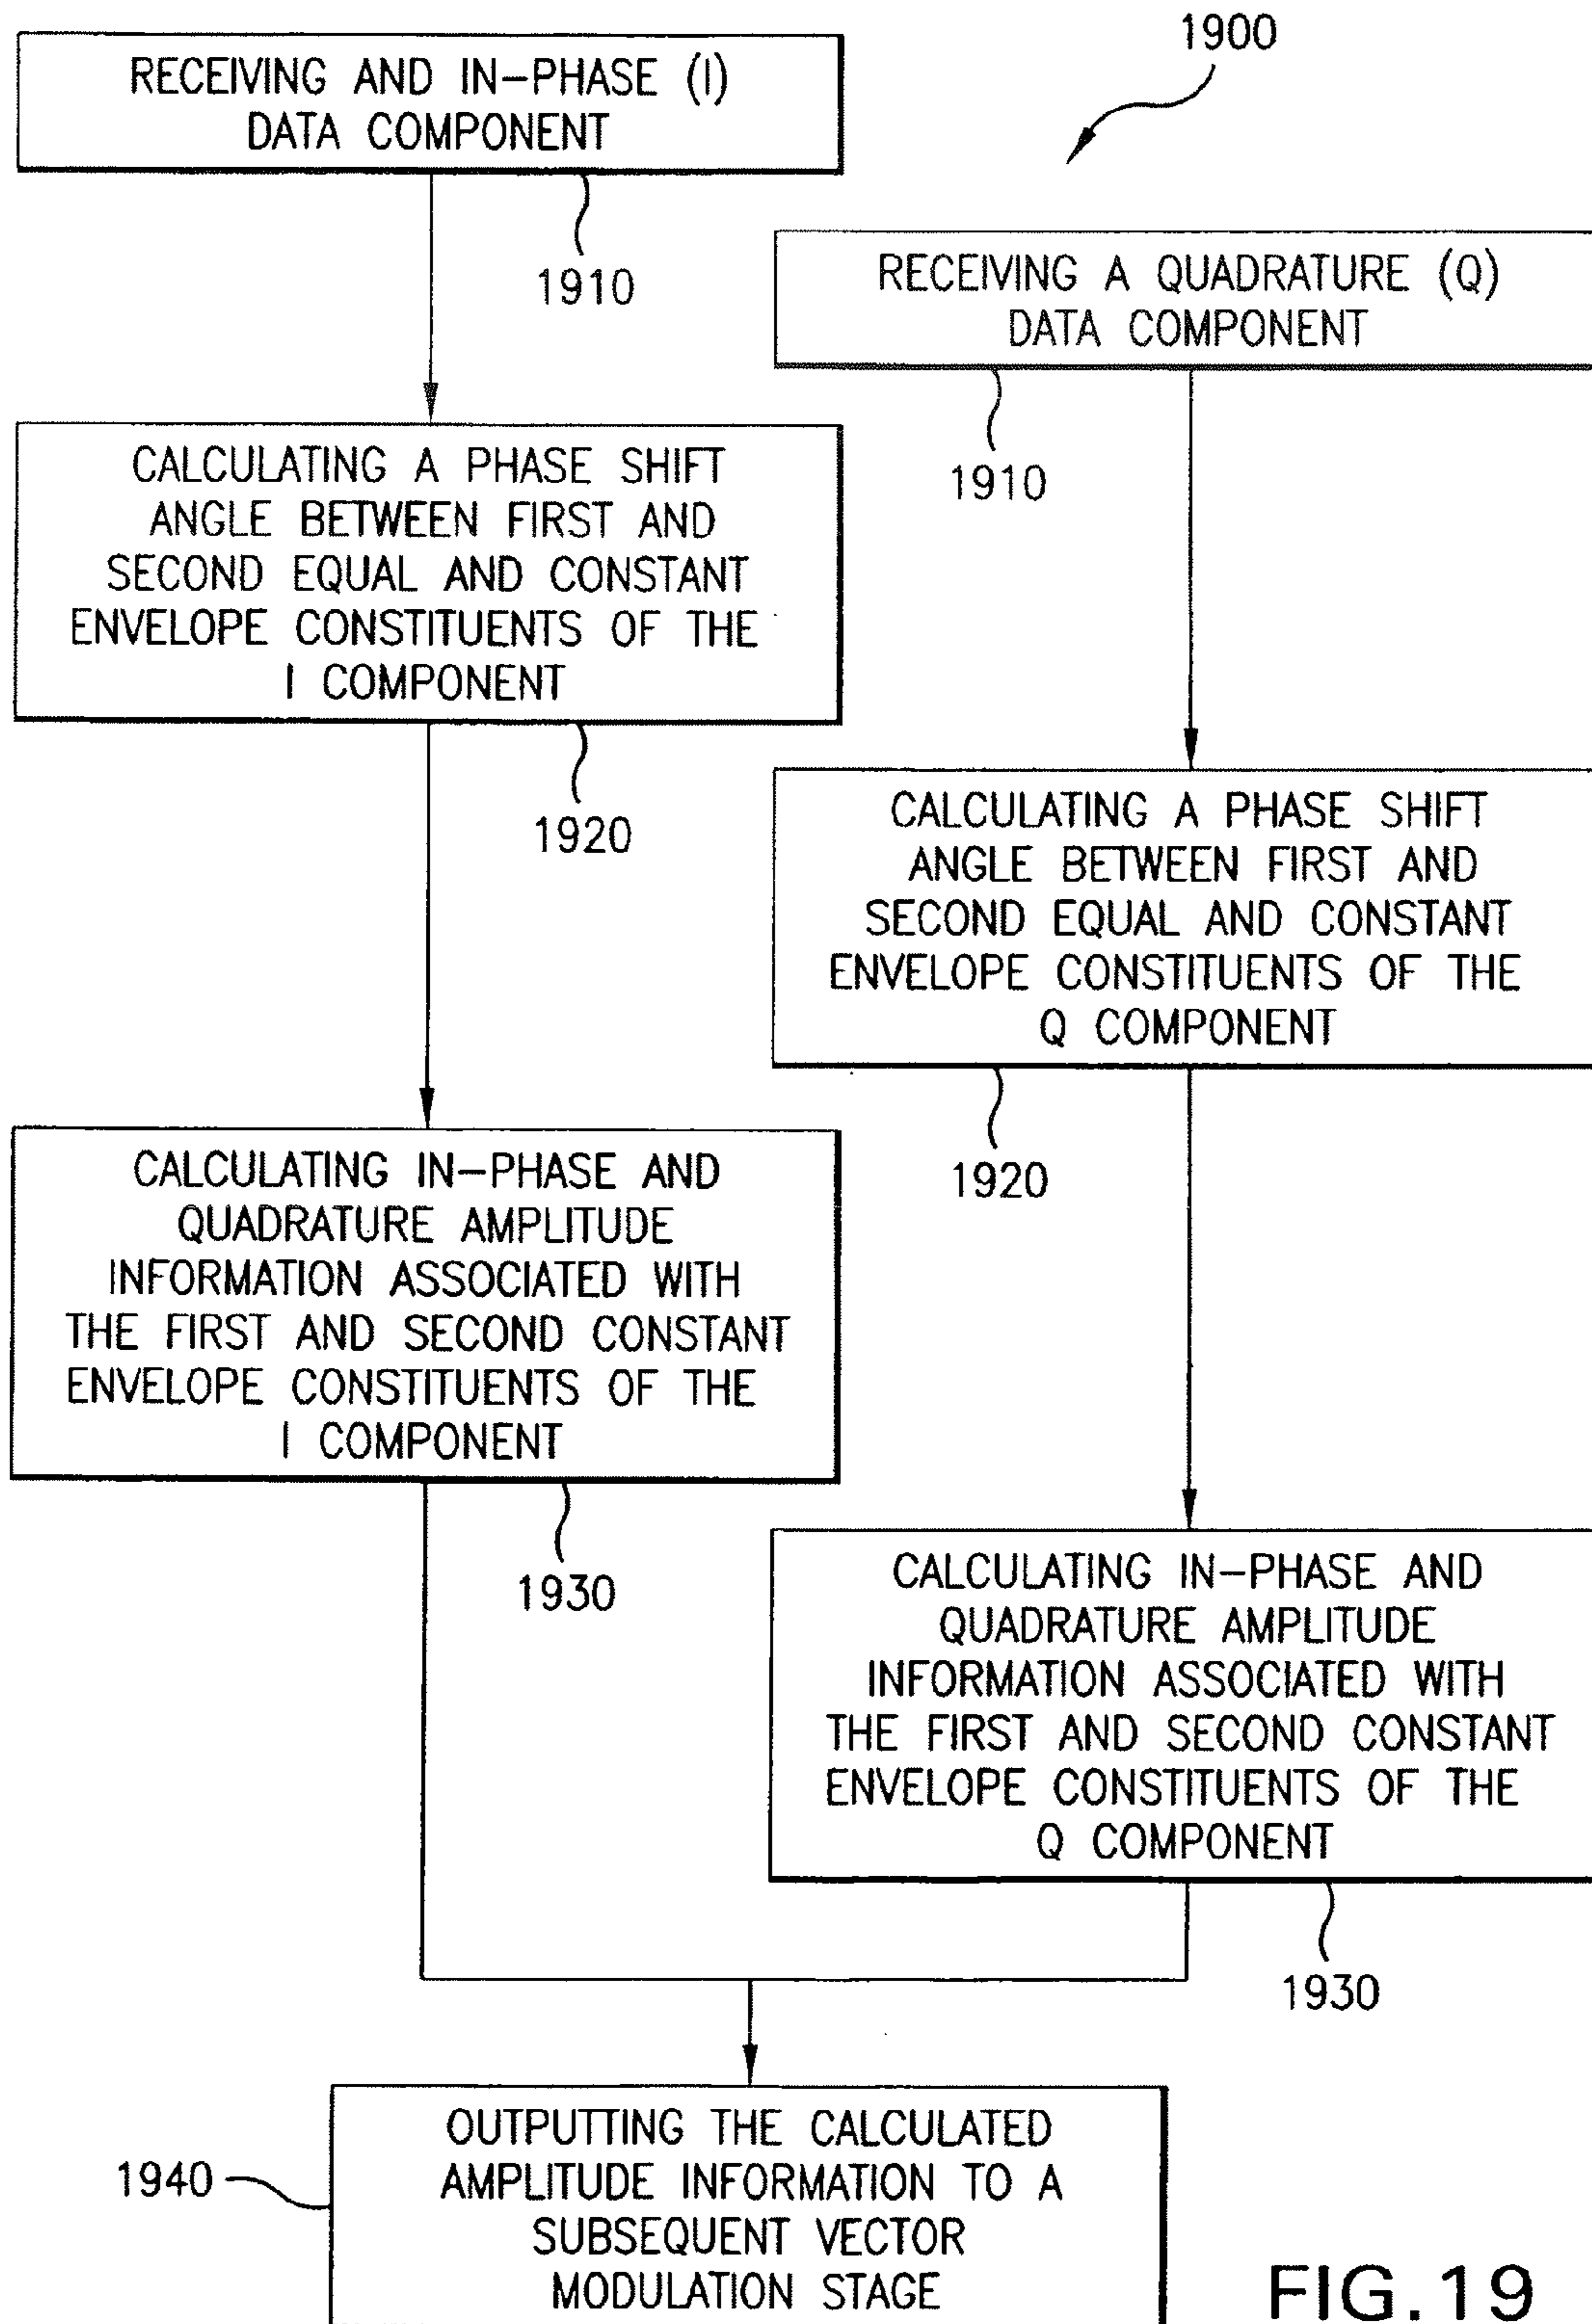 1900
RECEIVING AND IN-PHASE (I)
DATA COMPONENT
1910
RECEIVING A QUADRATURE (Q)
DATA COMPONENT
1910
CALCULATING A PHASE SHIFT
ANGLE BETWEEN FIRST AND
SECOND EQUAL AND CONSTANT
ENVELOPE CONSTITUENTS OF THE
I COMPONENT
1920
CALCULATING A PHASE SHIFT
ANGLE BETWEEN FIRST AND
SECOND EQUAL AND CONSTANT
ENVELOPE CONSTITUENTS OF THE
Q COMPONENT
1920
CALCULATING IN-PHASE AND
QUADRATURE AMPLITUDE
INFORMATION ASSOCIATED WITH
THE FIRST AND SECOND CONSTANT
ENVELOPE CONSTITUENTS OF THE
I COMPONENT
1930
CALCULATING IN-PHASE AND
QUADRATURE AMPLITUDE
INFORMATION ASSOCIATED WITH
THE FIRST AND SECOND CONSTANT
ENVELOPE CONSTITUENTS OF THE
Q COMPONENT
1930
1940
OUTPUTTING THE CALCULATED
AMPLITUDE INFORMATION TO A
SUBSEQUENT VECTOR
MODULATION STAGE
FIG.19